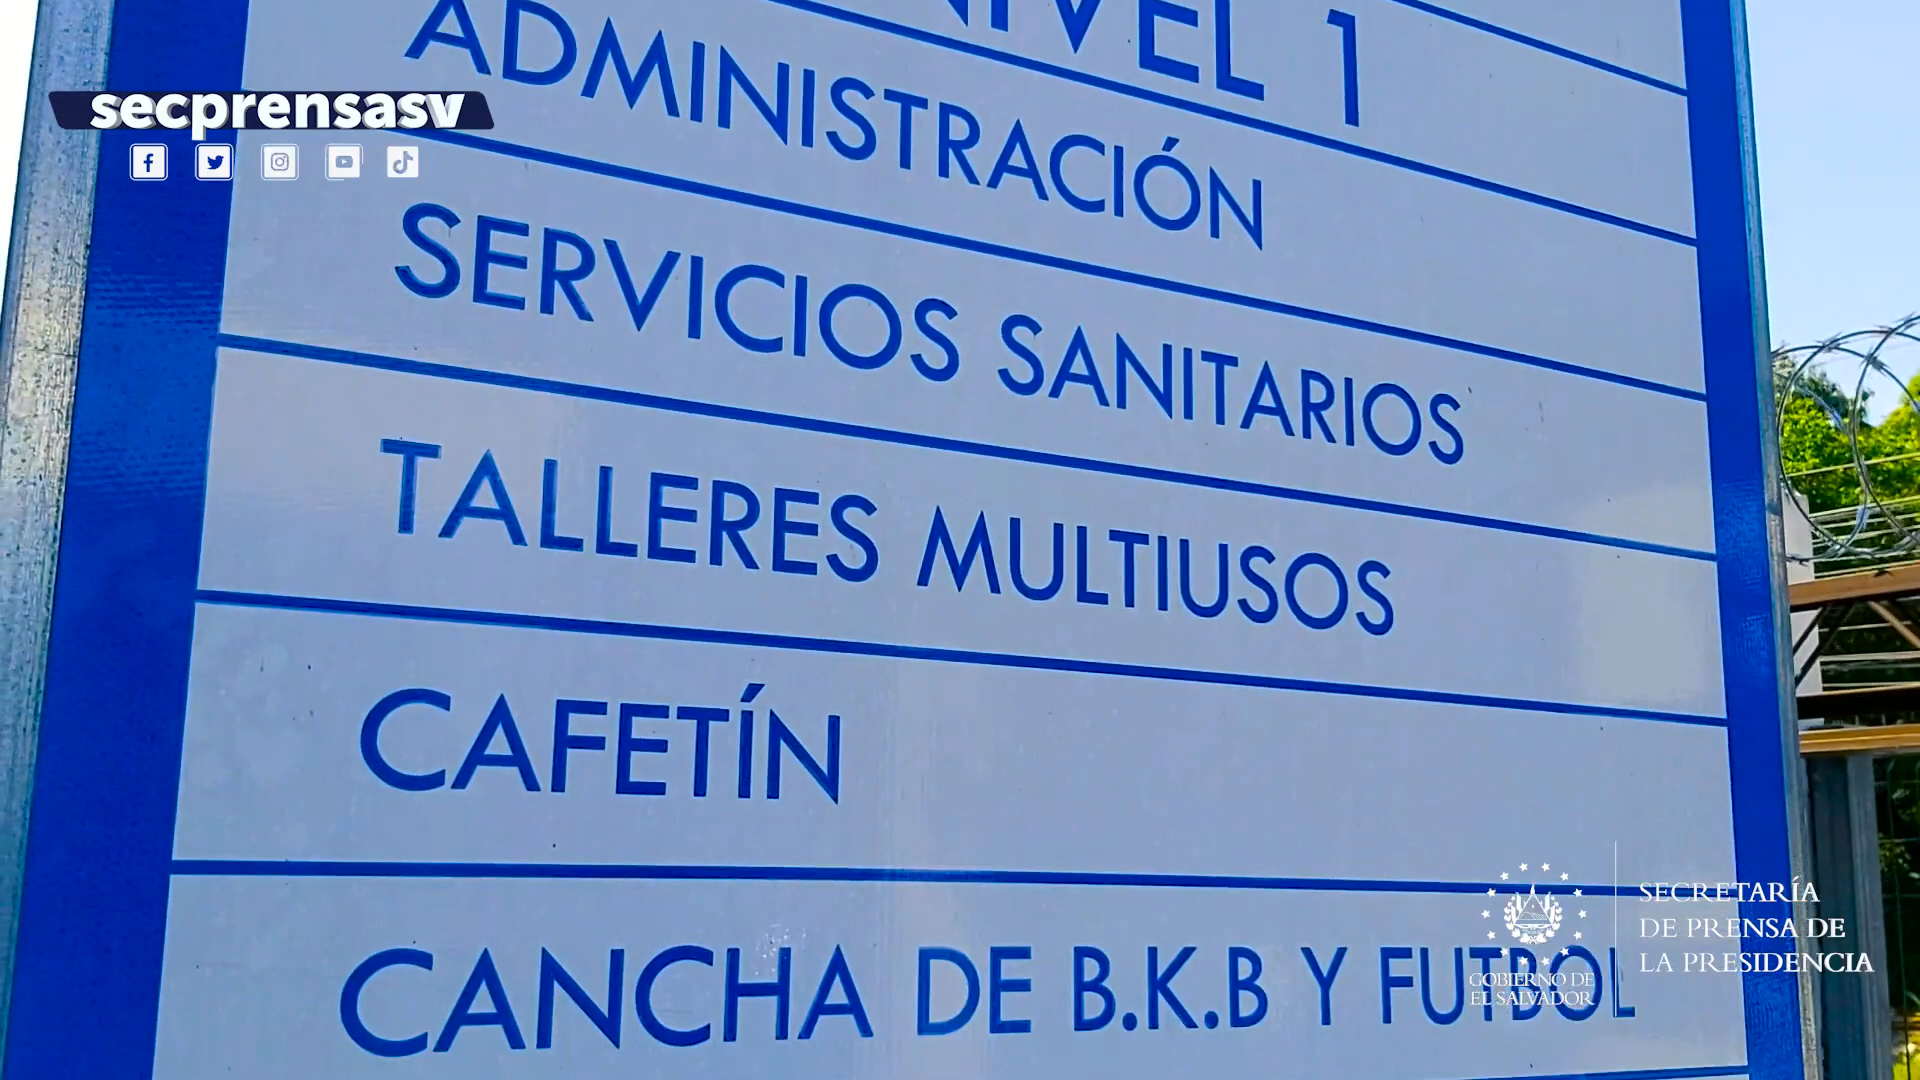 NIVEL 1
ADMINISTRACIÓN
secprensasv
SERVICIOS SANITARIOS
TALLERES MULTIUSOS
CAFETÍN
CANCHA DE B.K.B Y FUTBOL
GOBIERNO DE
EL SALVADOR
SECRETARÍA
DE PRENSA DE
LA PRESIDENCIA